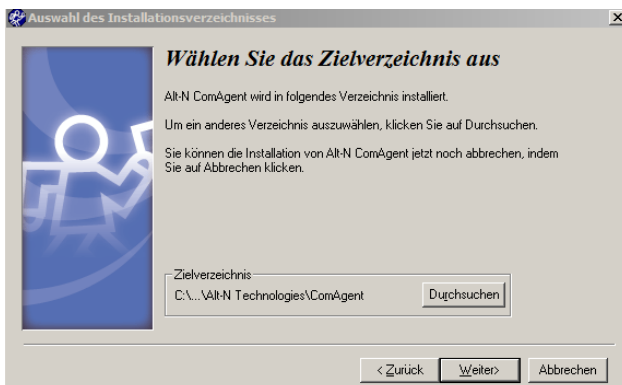 Auswahl des Installationsverzeichnisses
Wählen Sie das Zielverzeichnis aus
Alt-N ComAgent wird in folgendes Verzeichnis installiert.
Um ein anderes Verzeichnis auszuwählen, klicken Sie auf Durchsuchen.
Sie können die Installation von Alt-N ComAgent jetzt noch abbrechen, indem
Sie auf Abbrechen klicken.
Zielverzeichnis
C:\...\Alt-N Technologies\ComAgent Durchsuchen
< Zurück Weiter> Abbrechen